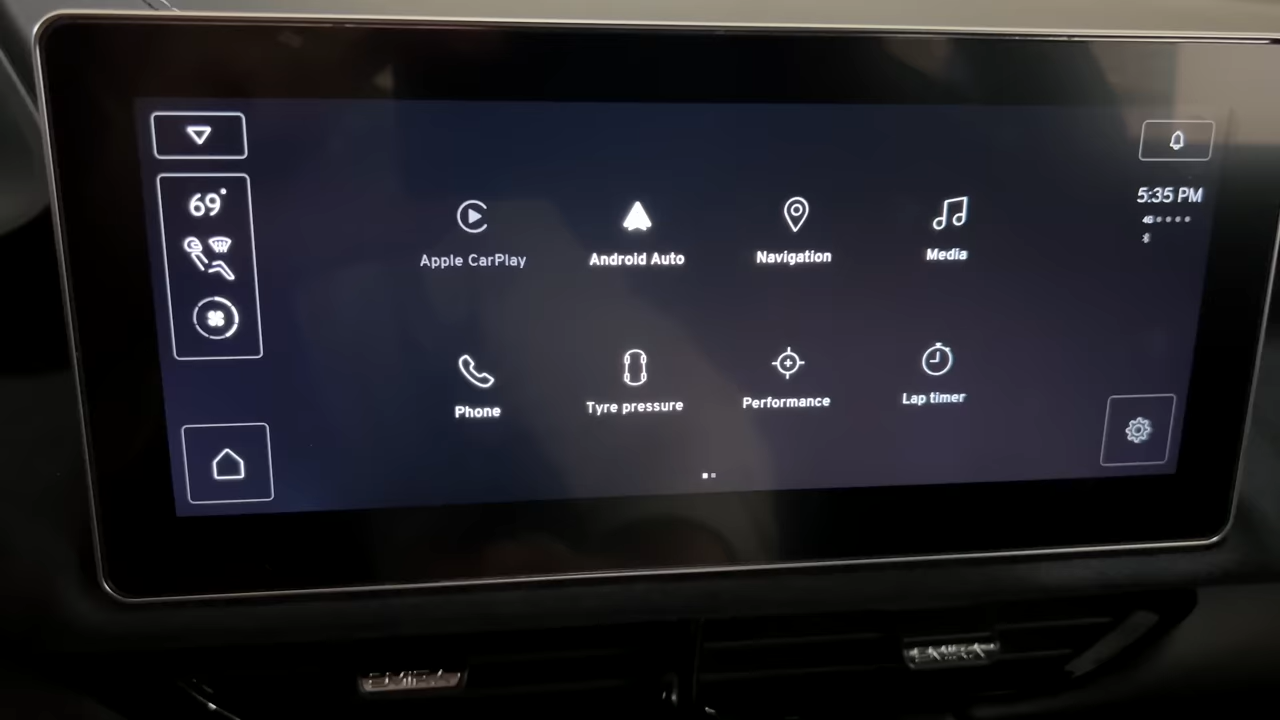 69°
5:35 PM
4G
Apple CarPlay
Android Auto
Navigation
Media
Phone
Tyre pressure
Performance
Lap timer
EMIRA
EMIRA